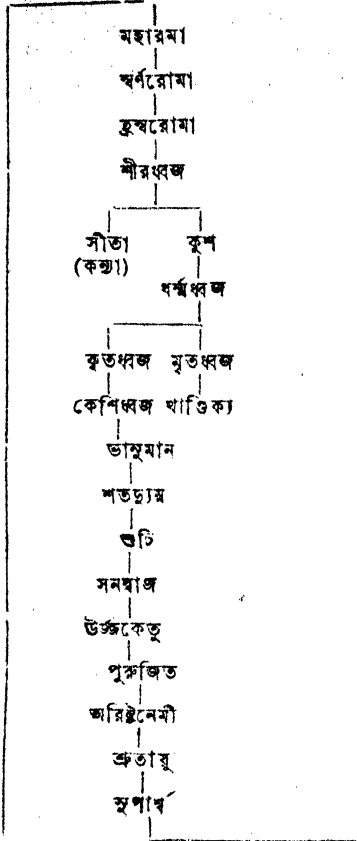 মহারমা
স্বর্ণরোমা
হ্রস্বরোমা
শীরধ্বজ
সীতা কুশ
(কন্যা)
ধর্ম্মধ্বজ
কৃতধ্বজ মৃতধ্বজ
কেশিধ্বজ খাণ্ডিক্য
ভানুমান
শতদ্যুম্ন
শুচি
সনদ্বাজ
উর্জ্জকেতু
পুরুজিত
অরিষ্টনেমী
শ্রুতায়ু
সুপার্শ্ব